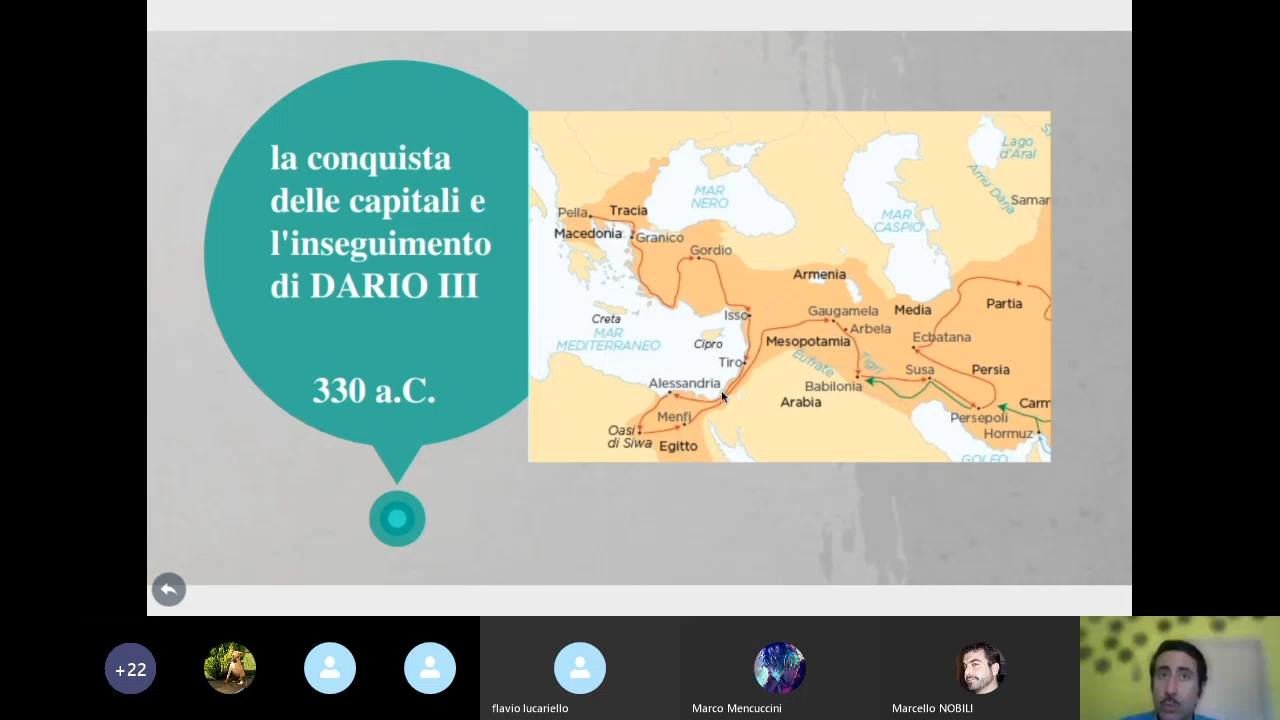 la conquista
delle capitali e
l'inseguimento
di DARIO III
330 a.C.
Lago
d'Aral
Amu Darja
Samar
MAR
NERO
MAR
CASPIO
Pella
Tracia
Macedonia
Granico
Gordio
Armenia
Partia
Creta
MAR
MEDITERRANEO
Cipro
Isso
Gaugamela
Media
Arbela
Mesopotamia
Ecbatana
Tiro
Eufrate
Tigri
Susa
Persia
Alessandria
Babilonia
Arabia
Carm
Menfi
Persepoli
Oasi
di Siwa
Egitto
Hormuz
GOLFO
+22
flavio lucariello
Marco Mencuccini
Marcello NOBILI